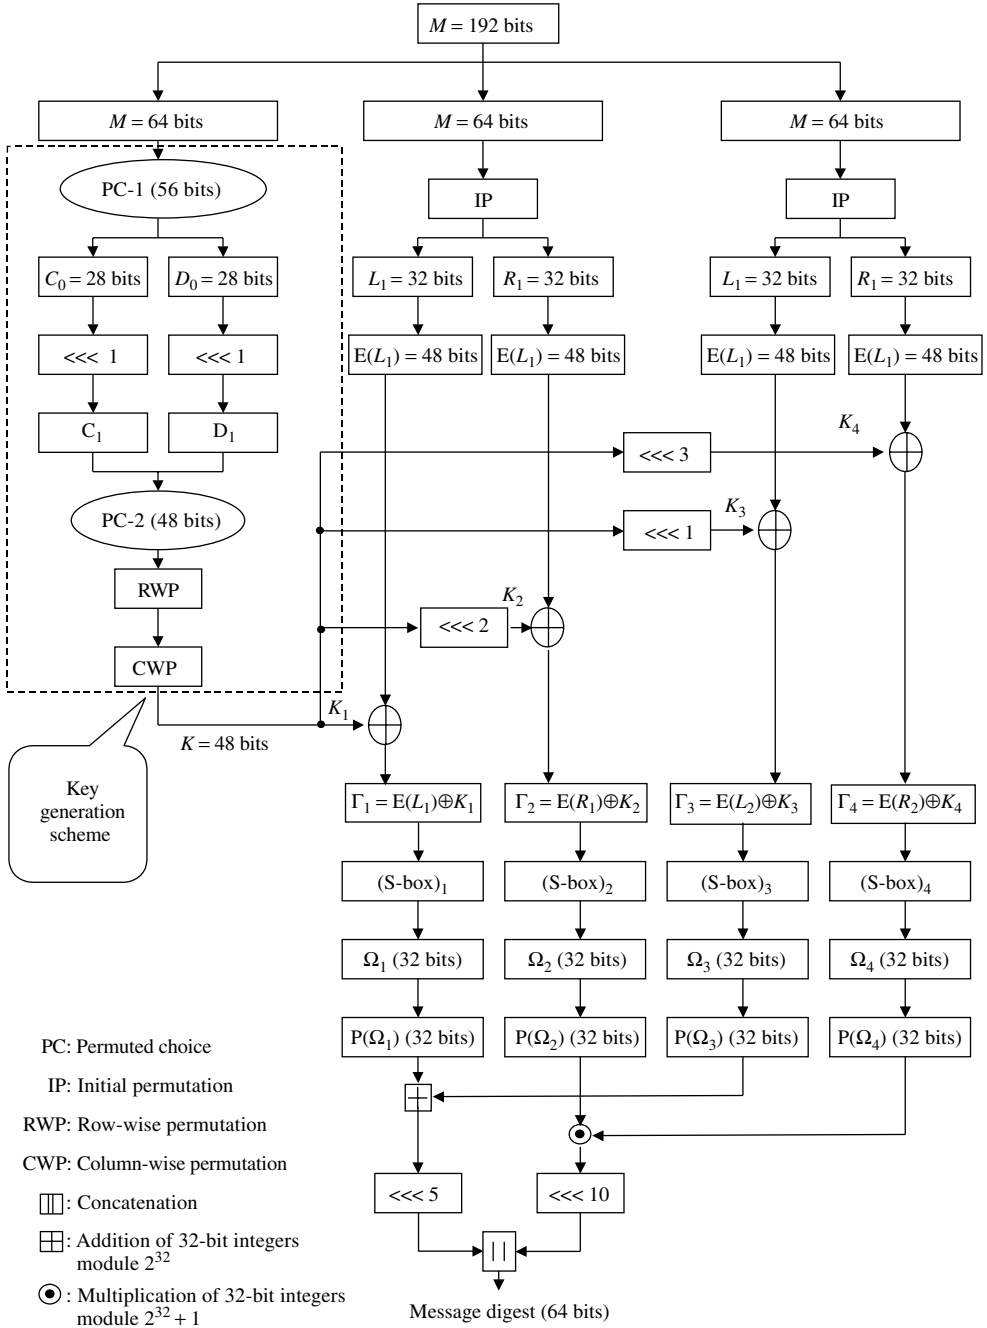 M = 192 bits
M = 64 bits
M = 64 bits
M = 64 bits
PC-1 (56 bits)
IP
IP
C₀ = 28 bits
D₀ = 28 bits
L₁ = 32 bits
R₁ = 32 bits
L₁ = 32 bits
R₁ = 32 bits
<<< 1
<<< 1
E(L₁) = 48 bits
E(L₁) = 48 bits
E(L₁) = 48 bits
E(L₁) = 48 bits
C₁
D₁
K₄
<<< 3
PC-2 (48 bits)
K₃
<<< 1
RWP
K₂
<<< 2
CWP
K₁
K = 48 bits
Key
generation
scheme
Γ₁ = E(L₁)⊕K₁
Γ₂ = E(R₁)⊕K₂
Γ₃ = E(L₂)⊕K₃
Γ₄ = E(R₂)⊕K₄
(S-box)₁
(S-box)₂
(S-box)₃
(S-box)₄
Ω₁ (32 bits)
Ω₂ (32 bits)
Ω₃ (32 bits)
Ω₄ (32 bits)
P(Ω₁) (32 bits)
P(Ω₂) (32 bits)
P(Ω₃) (32 bits)
P(Ω₄) (32 bits)
PC: Permuted choice
IP: Initial permutation
RWP: Row-wise permutation
CWP: Column-wise permutation
<<< 5
<<< 10
||
: Concatenation
: Addition of 32-bit integers
module 2³²
: Multiplication of 32-bit integers
module 2³² + 1
Message digest (64 bits)